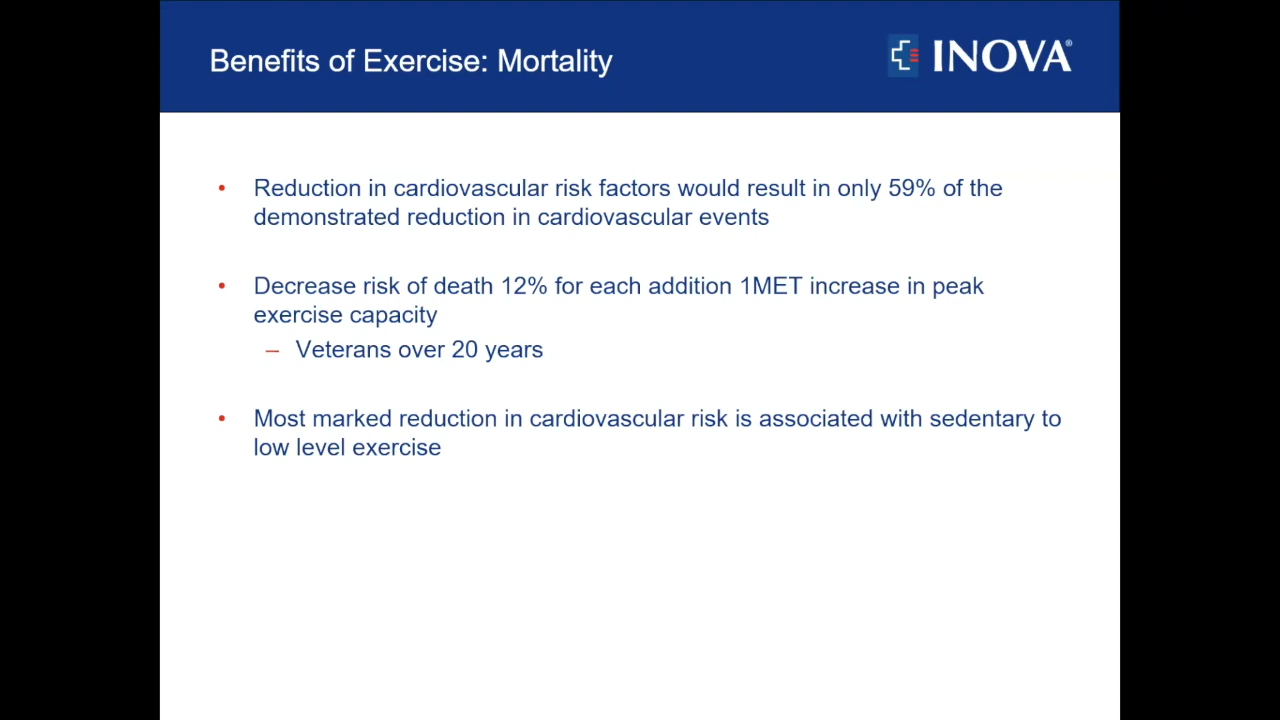 Benefits of Exercise: Mortality
INOVA®
• Reduction in cardiovascular risk factors would result in only 59% of the
demonstrated reduction in cardiovascular events
• Decrease risk of death 12% for each addition 1MET increase in peak
exercise capacity
– Veterans over 20 years
• Most marked reduction in cardiovascular risk is associated with sedentary to
low level exercise